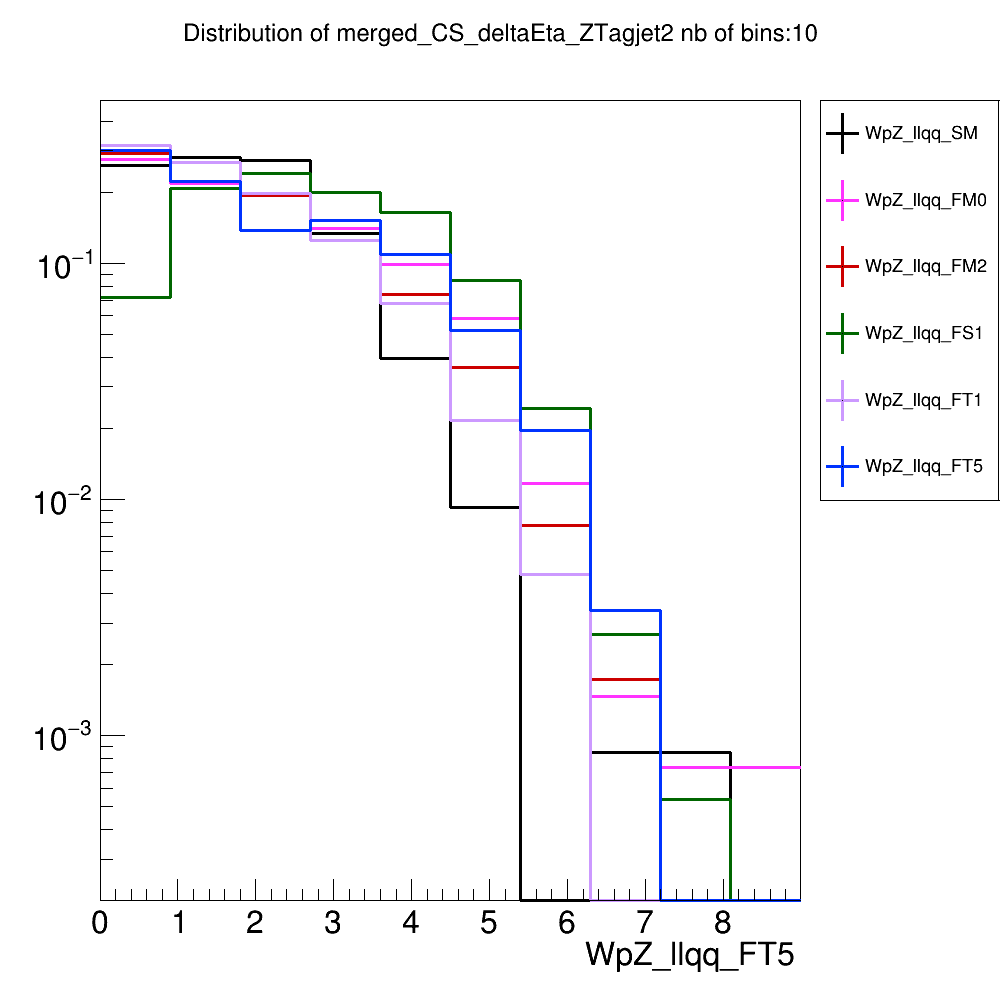 Distribution of merged_CS_deltaEta_ZTagjet2 nb of bins:10
WpZ_llqq_SM
WpZ_llqq_FM0
WpZ_llqq_FM2
WpZ_llqq_FS1
WpZ_llqq_FT1
WpZ_llqq_FT5
10⁻¹
10⁻²
10⁻³
0 1 2 3 4 5 6 7 8
WpZ_llqq_FT5